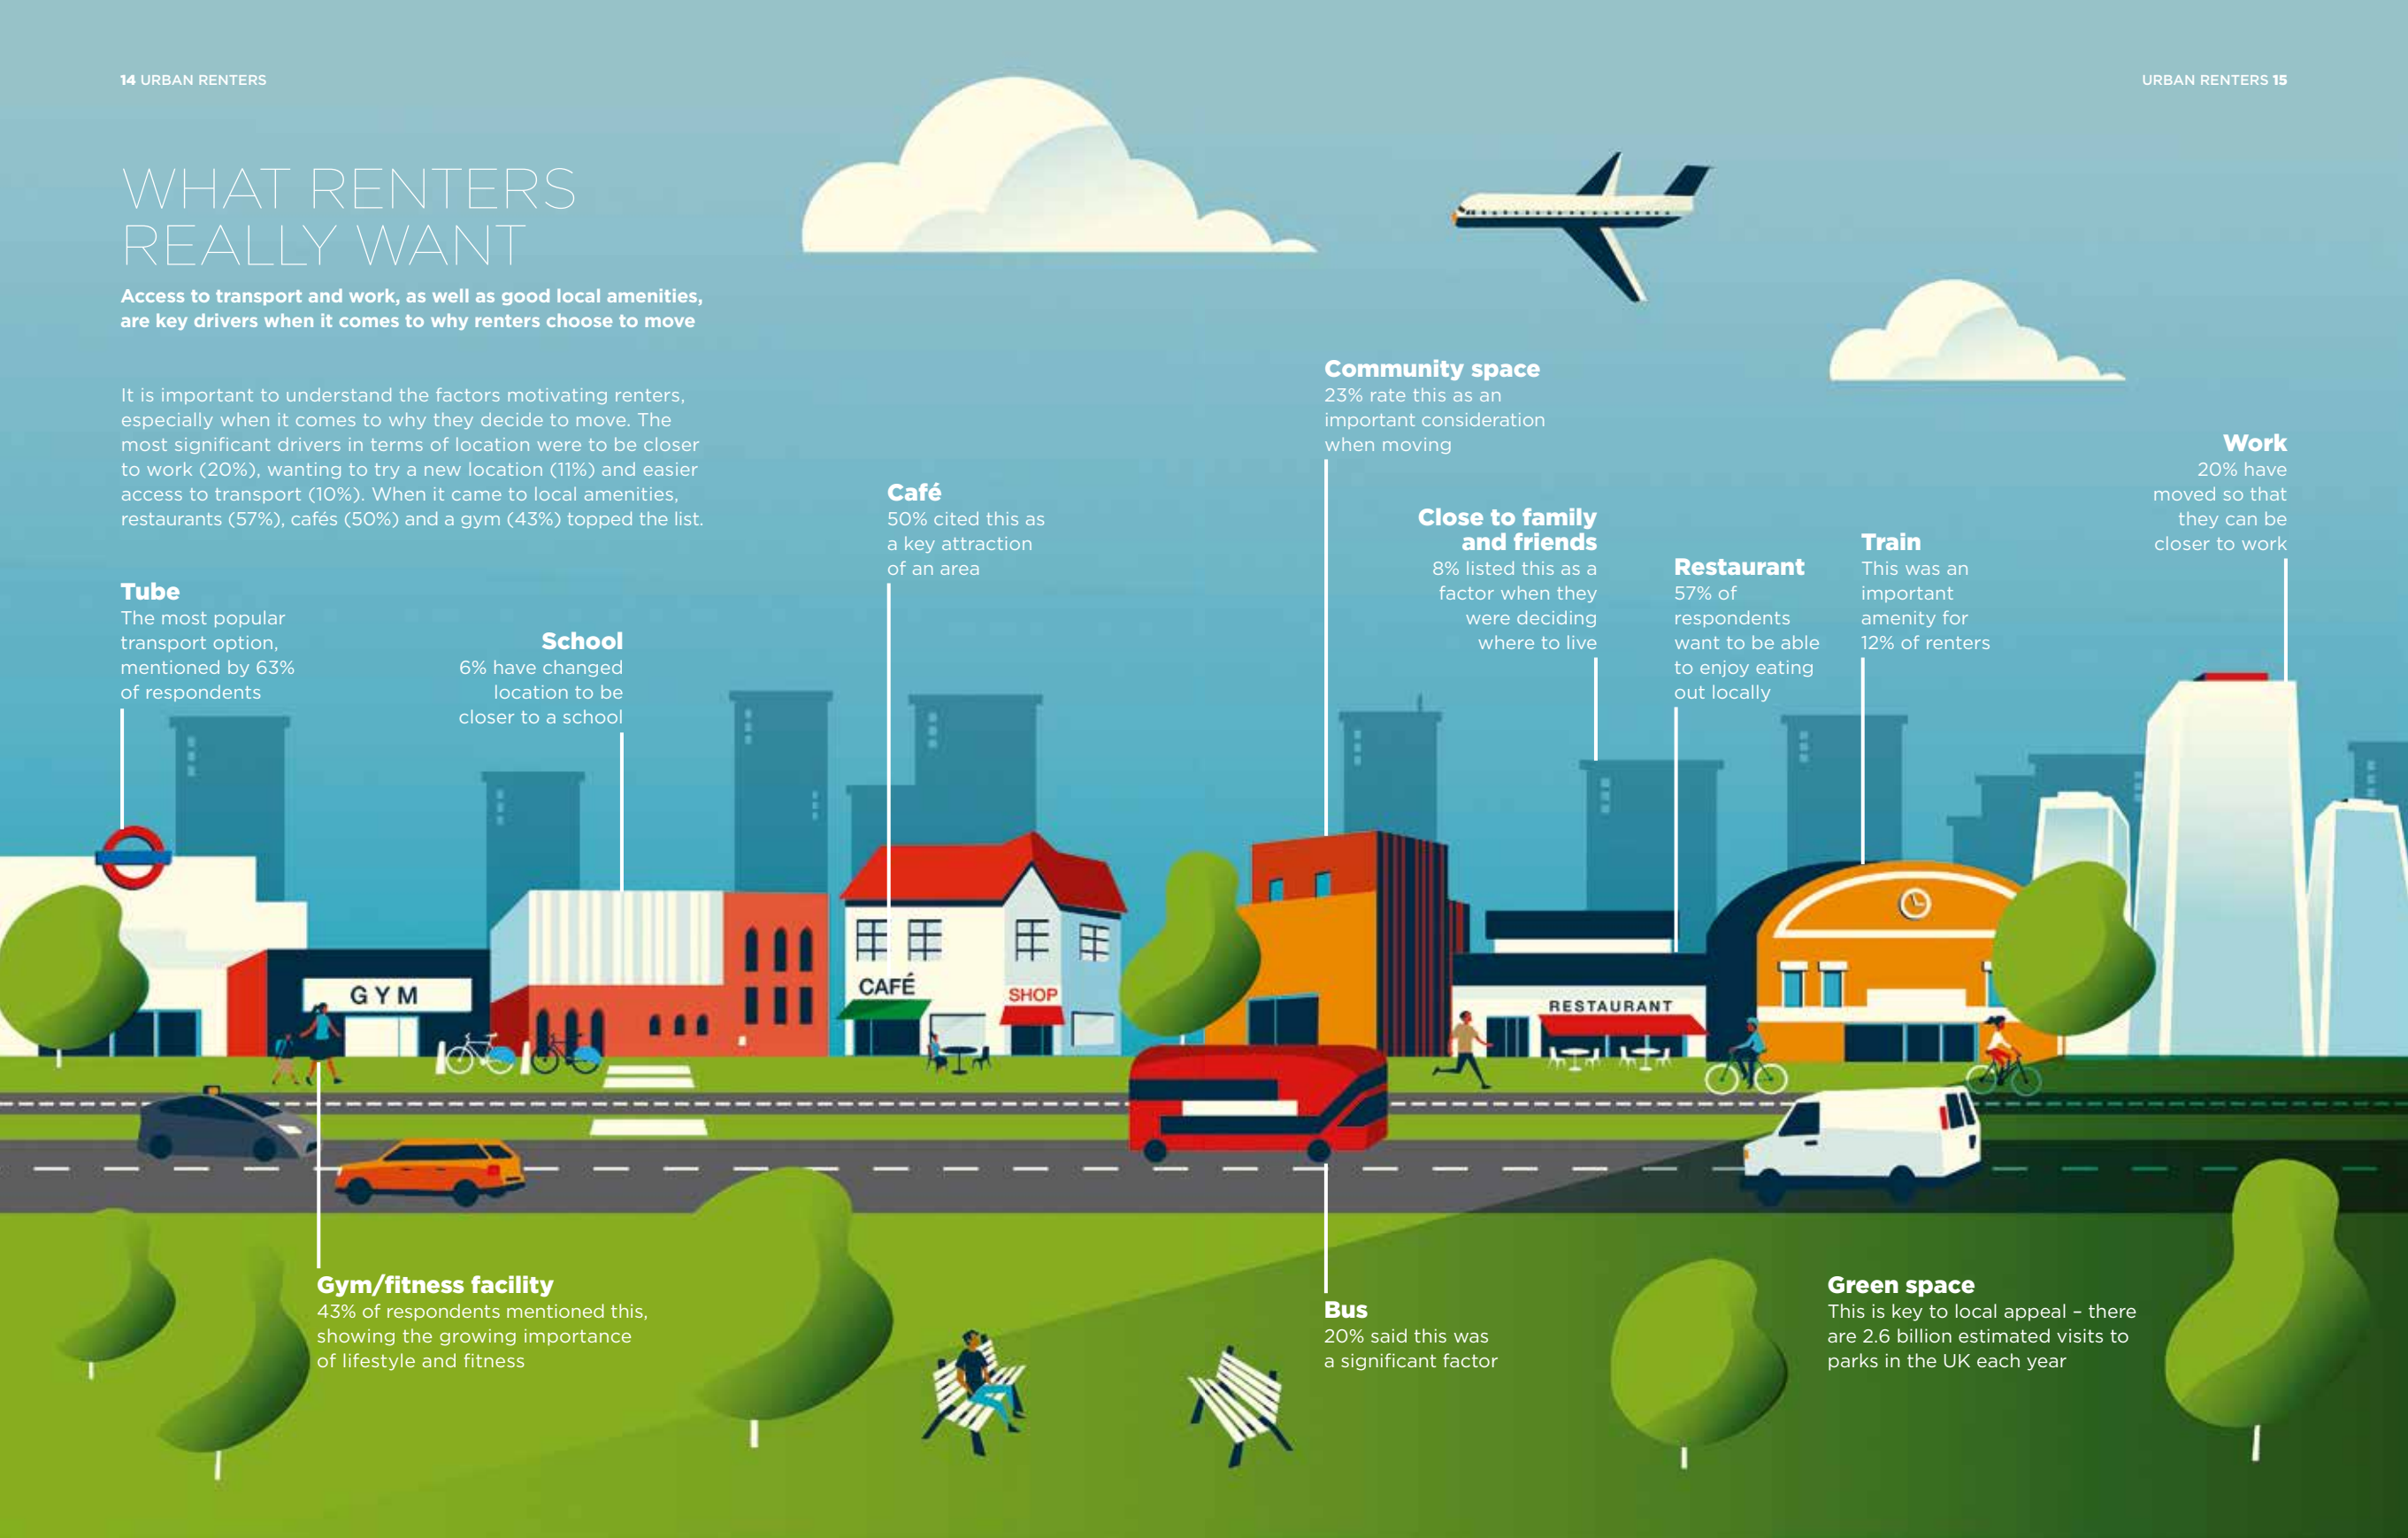 14 URBAN RENTERS
URBAN RENTERS 15
WHAT RENTERS
REALLY WANT
Access to transport and work, as well as good local amenities,
are key drivers when it comes to why renters choose to move
It is important to understand the factors motivating renters,
especially when it comes to why they decide to move. The
most significant drivers in terms of location were to be closer
to work (20%), wanting to try a new location (11%) and easier
access to transport (10%). When it came to local amenities,
restaurants (57%), cafés (50%) and a gym (43%) topped the list.
Tube
The most popular
transport option,
mentioned by 63%
of respondents
School
6% have changed
location to be
closer to a school
Café
50% cited this as
a key attraction
of an area
Community space
23% rate this as an
important consideration
when moving
Close to family
and friends
8% listed this as a
factor when they
were deciding
where to live
Restaurant
57% of
respondents
want to be able
to enjoy eating
out locally
Train
This was an
important
amenity for
12% of renters
Work
20% have
moved so that
they can be
closer to work
GYM
CAFÉ
SHOP
RESTAURANT
Gym/fitness facility
43% of respondents mentioned this,
showing the growing importance
of lifestyle and fitness
Bus
20% said this was
a significant factor
Green space
This is key to local appeal – there
are 2.6 billion estimated visits to
parks in the UK each year